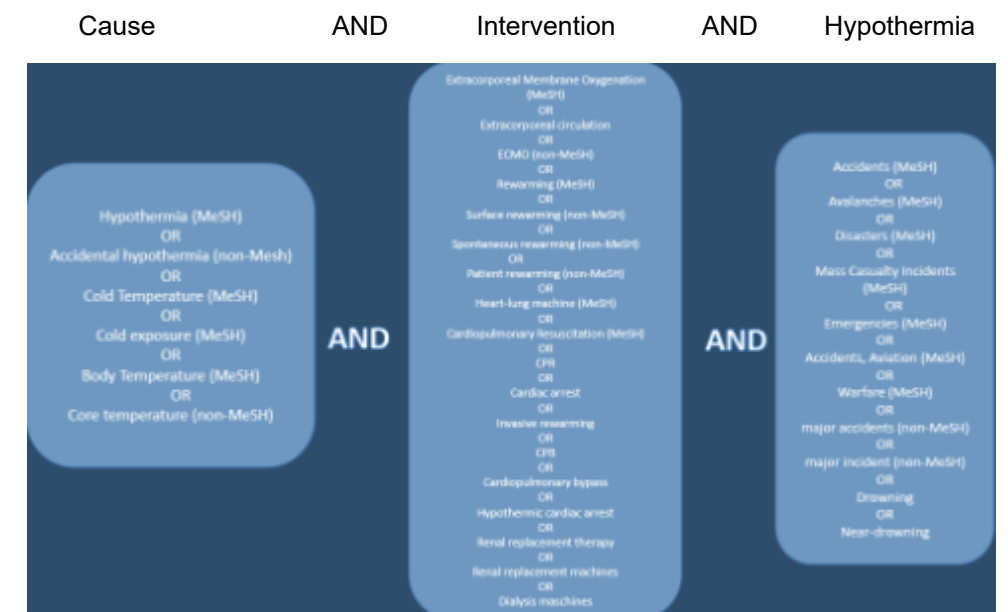 Cause AND Intervention AND Hypothermia
Hypothermia (MeSH)
OR
Accidental hypothermia (non-Mesh)
OR
Cold Temperature (MeSH)
OR
Cold exposure (MeSH)
OR
Body Temperature (MeSH)
OR
Core temperature (non-MeSH)
AND
Extracorporeal Membrane Oxygenation
(MeSH)
OR
Extracorporeal circulation
OR
ECMO (non-MeSH)
OR
Rewarming (MeSH)
OR
Surface rewarming (non-MeSH)
OR
Spontaneous rewarming (non-MeSH)
OR
Patient rewarming (non-MeSH)
OR
Heart-lung machine (MeSH)
OR
Cardiopulmonary Resuscitation (MeSH)
OR
CPR
OR
Cardiac arrest
OR
Invasive rewarming
OR
CPB
OR
Cardiopulmonary bypass
OR
Hypothermic cardiac arrest
OR
Renal replacement therapy
OR
Renal replacement machines
OR
Dialysis maschines
AND
Accidents (MeSH)
OR
Avalanches (MeSH)
OR
Disasters (MeSH)
OR
Mass Casualty Incidents
(MeSH)
OR
Emergencies (MeSH)
OR
Accidents, Aviation (MeSH)
OR
Warfare (MeSH)
OR
major accidents (non-MeSH)
OR
major incident (non-MeSH)
OR
Drowning
OR
Near-drowning